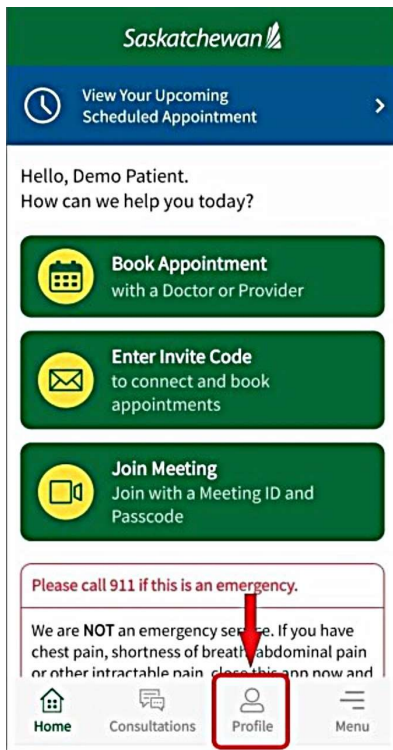 Saskatchewan
View Your Upcoming
Scheduled Appointment
Hello, Demo Patient.
How can we help you today?
Book Appointment
with a Doctor or Provider
Enter Invite Code
to connect and book
appointments
Join Meeting
Join with a Meeting ID and
Passcode
Please call 911 if this is an emergency.
We are NOT an emergency service. If you have
chest pain, shortness of breath, abdominal pain
or other intractable pain, close this app now and
Home
Consultations
Profile
Menu